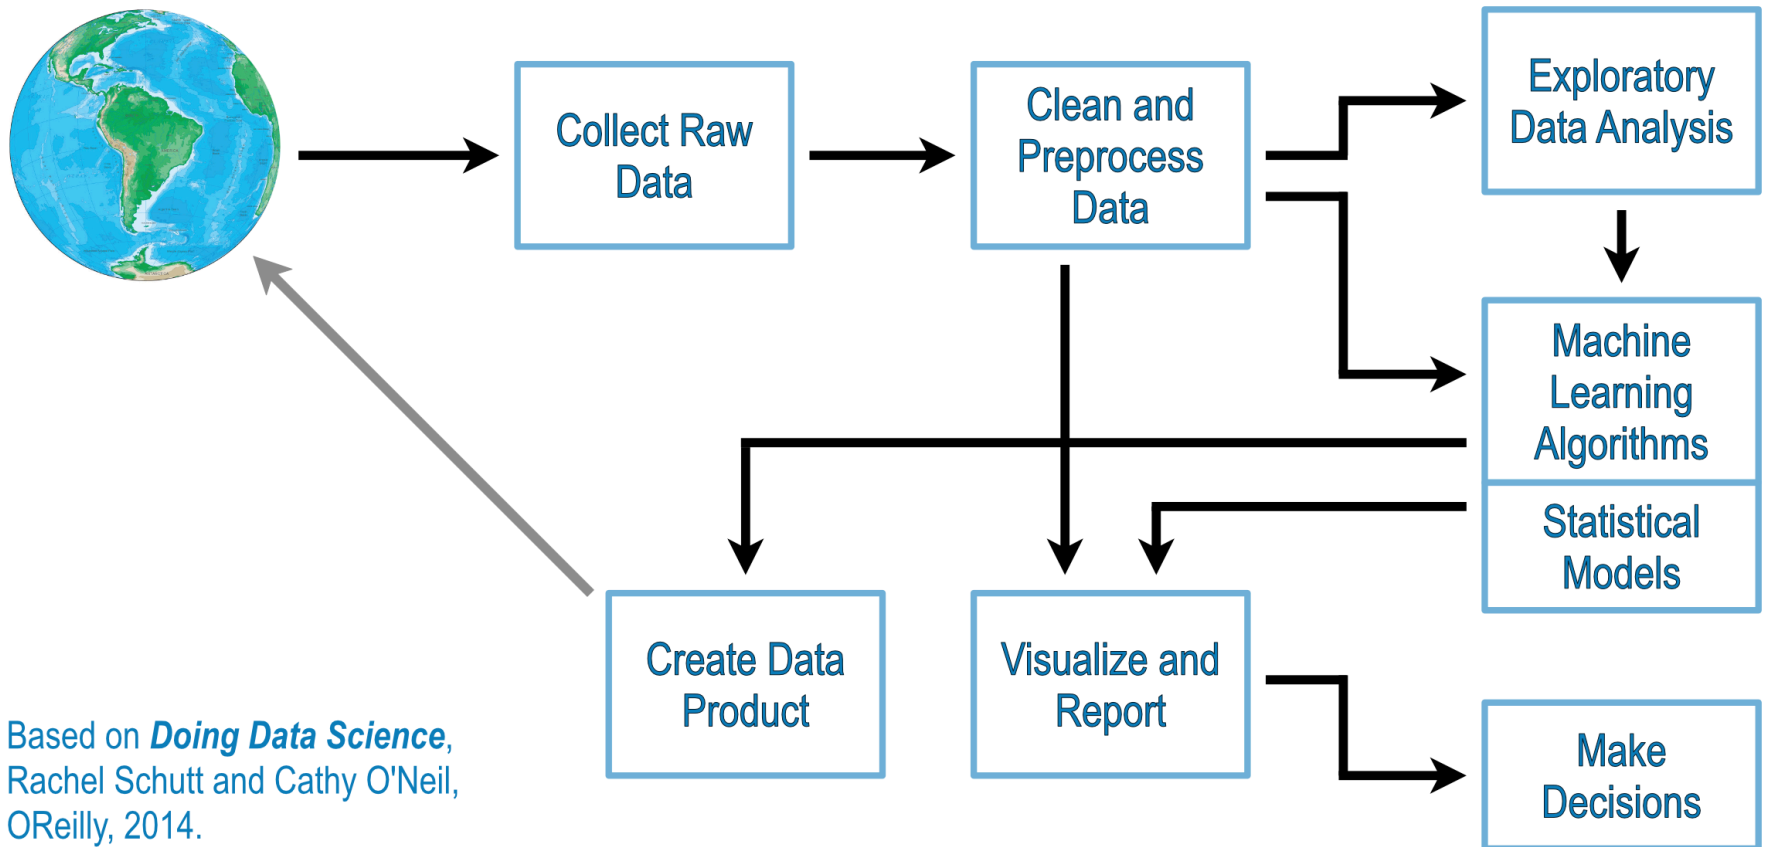 Collect Raw
Data
Clean and
Preprocess
Data
Exploratory
Data Analysis
Machine
Learning
Algorithms
Statistical
Models
Create Data
Product
Visualize and
Report
Make
Decisions
Based on Doing Data Science,
Rachel Schutt and Cathy O'Neil,
OReilly, 2014.